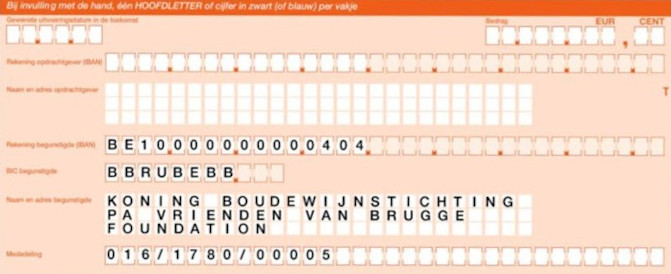 Bij invulling met de hand, één HOOFDLETTER of cijfer in zwart (of blauw) per vakje
Gewenste uitvoeringsdatum in de toekomst Bedrag EUR CENT
,
Rekening opdrachtgever (IBAN)
Naam en adres opdrachtgever
T
Rekening begunstigde (IBAN) BE10000000000404
BIC begunstigde BBRUBEBB
Naam en adres begunstigde KONING BOUDEWIJNSTICHTING
PA VRIENDEN VAN BRUGGE
FOUNDATION
Mededeling 016/1780/00005